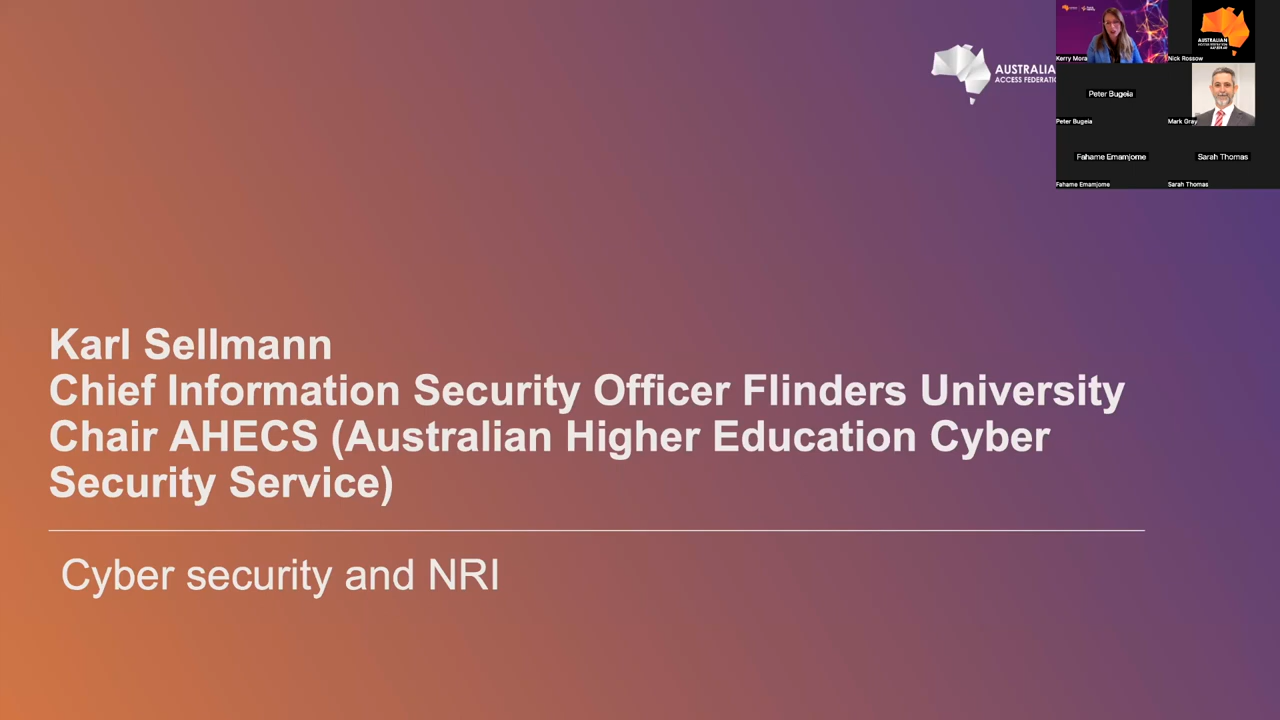 AUSTRALIA
ACCESS FEDERATIO
Kerry Mora
AUSTRALIAN
Nick Rossow
Peter Bugeia
Peter Bugeia
Mark Gray
Fahame Emamjome
Sarah Thomas
Fahame Emamjome
Sarah Thomas
Karl Sellmann
Chief Information Security Officer Flinders University
Chair AHECS (Australian Higher Education Cyber
Security Service)
Cyber security and NRI